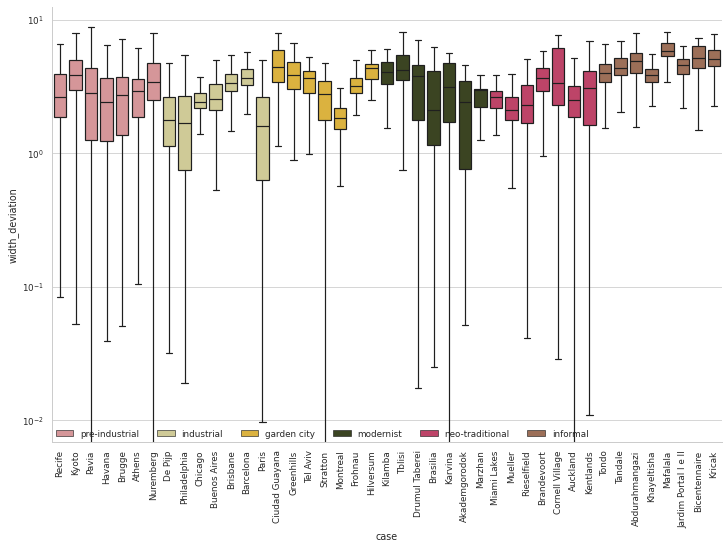 10¹
10⁰
10⁻¹
10⁻²
width_deviation
pre-industrial industrial garden city modernist neo-traditional informal
Recife
Kyoto
Pavia
Havana
Brugge
Athens
Nuremberg
De Pijp
Philadelphia
Chicago
Buenos Aires
Brisbane
Barcelona
Paris
Ciudad Guayana
Greenhills
Tel Aviv
Stratton
Montreal
Frohnau
Hilversum
Kilamba
Tblisi
Drumul Taberei
Brasilia
Karvina
Akademgorodok
Marzhan
Miami Lakes
Mueller
Rieselfield
Brandevoort
Cornell Village
Auckland
Kentlands
Tondo
Tandale
Abdurahmangazi
Khayeltisha
Mafalala
Jardim Portal I e II
Bicentennaire
Kricak
case